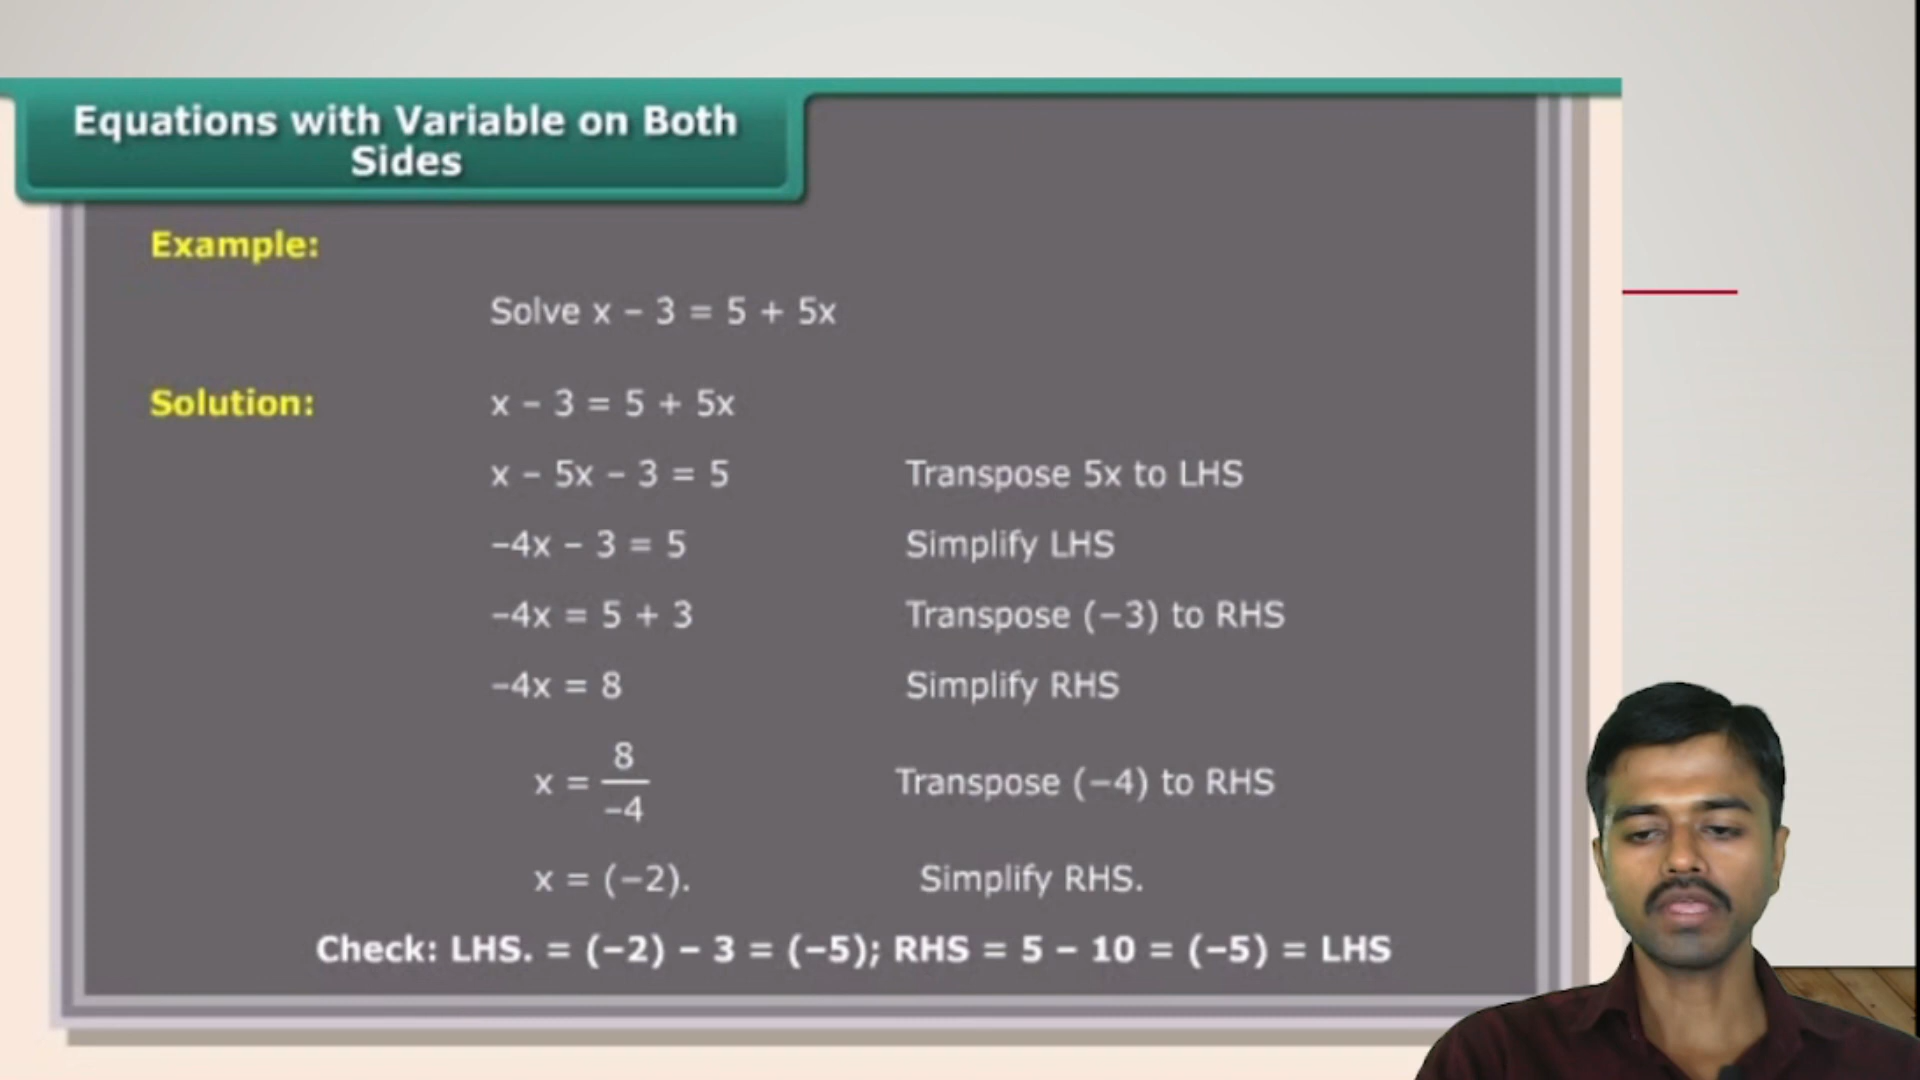 Equations with Variable on Both
Sides
Example:
Solve x – 3 = 5 + 5x
Solution: x – 3 = 5 + 5x
x – 5x – 3 = 5 Transpose 5x to LHS
–4x – 3 = 5 Simplify LHS
–4x = 5 + 3 Transpose (–3) to RHS
–4x = 8 Simplify RHS
x = 8/–4 Transpose (–4) to RHS
x = (–2). Simplify RHS.
Check: LHS. = (–2) – 3 = (–5); RHS = 5 – 10 = (–5) = LHS